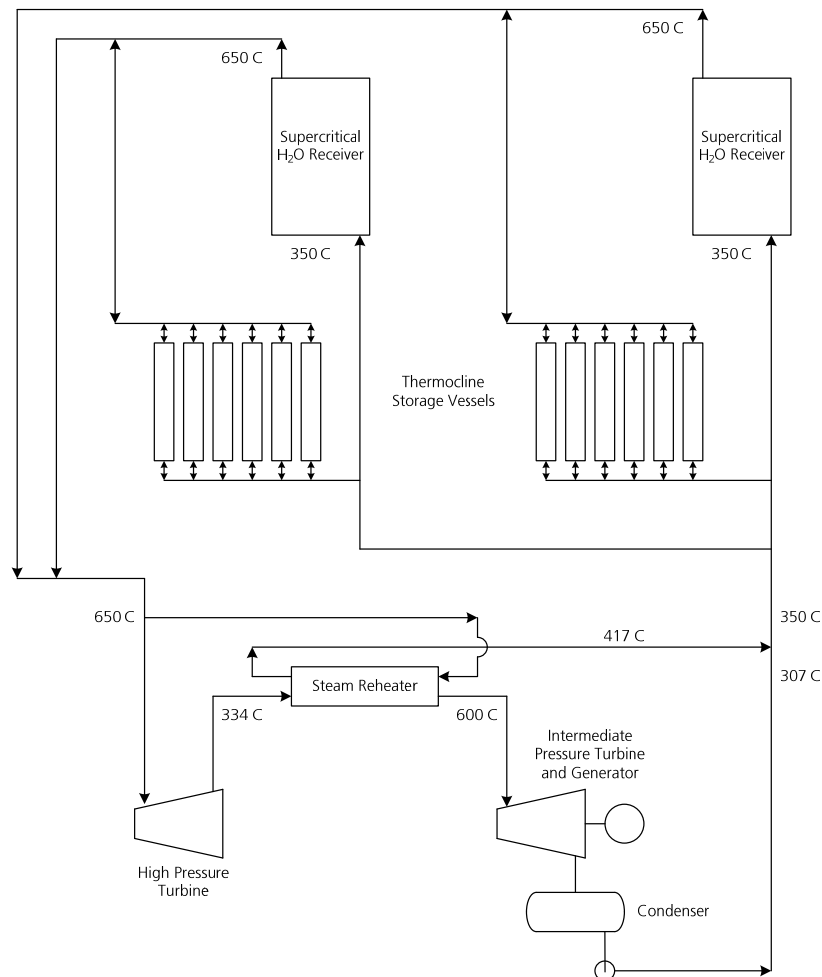 650 C
650 C
Supercritical
H₂O Receiver
Supercritical
H₂O Receiver
350 C
350 C
Thermocline
Storage Vessels
650 C
417 C
350 C
Steam Reheater
307 C
334 C
600 C
Intermediate
Pressure Turbine
and Generator
High Pressure
Turbine
Condenser